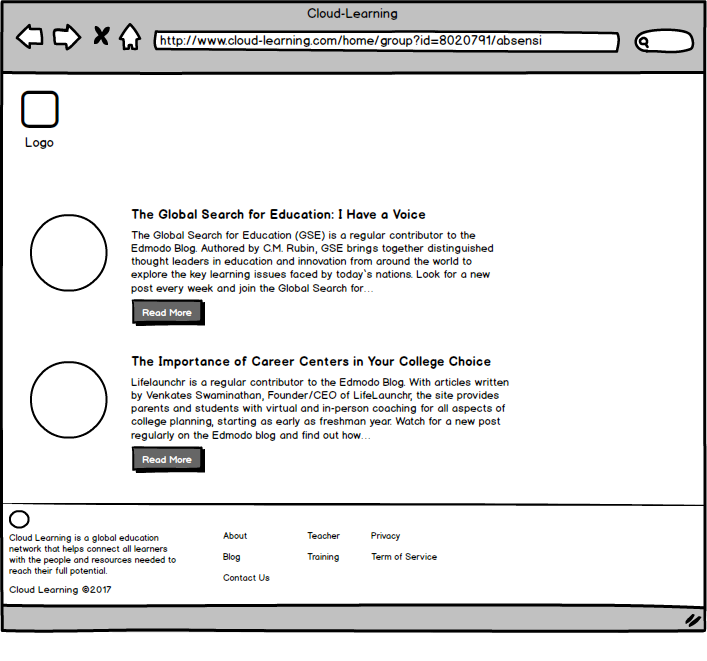 Cloud-Learning
http://www.cloud-learning.com/home/group?id=8020791/absensi
Logo
The Global Search for Education: I Have a Voice
The Global Search for Education (GSE) is a regular contributor to the
Edmodo Blog. Authored by C.M. Rubin, GSE brings together distinguished
thought leaders in education and innovation from around the world to
explore the key learning issues faced by today`s nations. Look for a new
post every week and join the Global Search for...
Read More
The Importance of Career Centers in Your College Choice
Lifelaunchr is a regular contributor to the Edmodo Blog. With articles written
by Venkates Swaminathan, Founder/CEO of LifeLaunchr, the site provides
parents and students with virtual and in-person coaching for all aspects of
college planning, starting as early as freshman year. Watch for a new post
regularly on the Edmodo blog and find out how...
Read More
Cloud Learning is a global education
network that helps connect all learners
with the people and resources needed to
reach their full potential.
Cloud Learning ©2017
About
Blog
Contact Us
Teacher
Training
Privacy
Term of Service